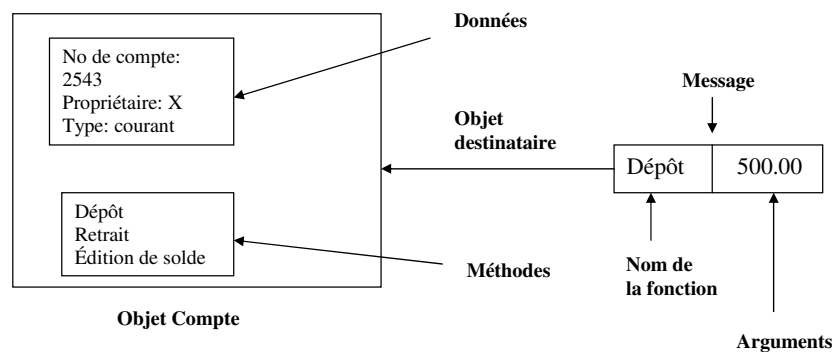 Données
No de compte:
2543
Propriétaire: X
Type: courant
Message
Objet
destinataire
Dépôt
500.00
Dépôt
Retrait
Édition de solde
Méthodes
Nom de
la fonction
Objet Compte
Arguments